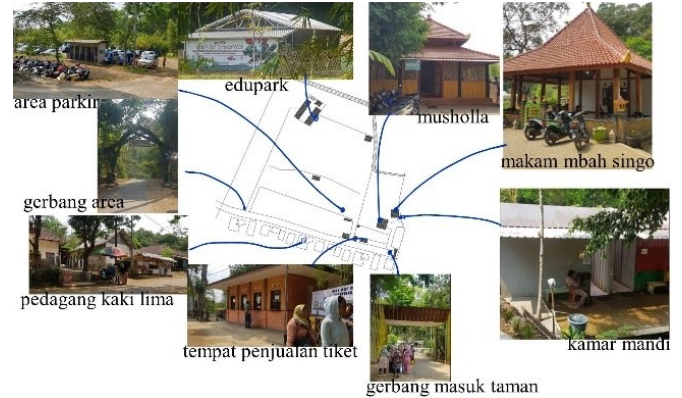 area parkir
edupark
musholla
makam mbah singo
gerbang area
pedagang kaki lima
tempat penjualan tiket
gerbang masuk taman
kamar mandi